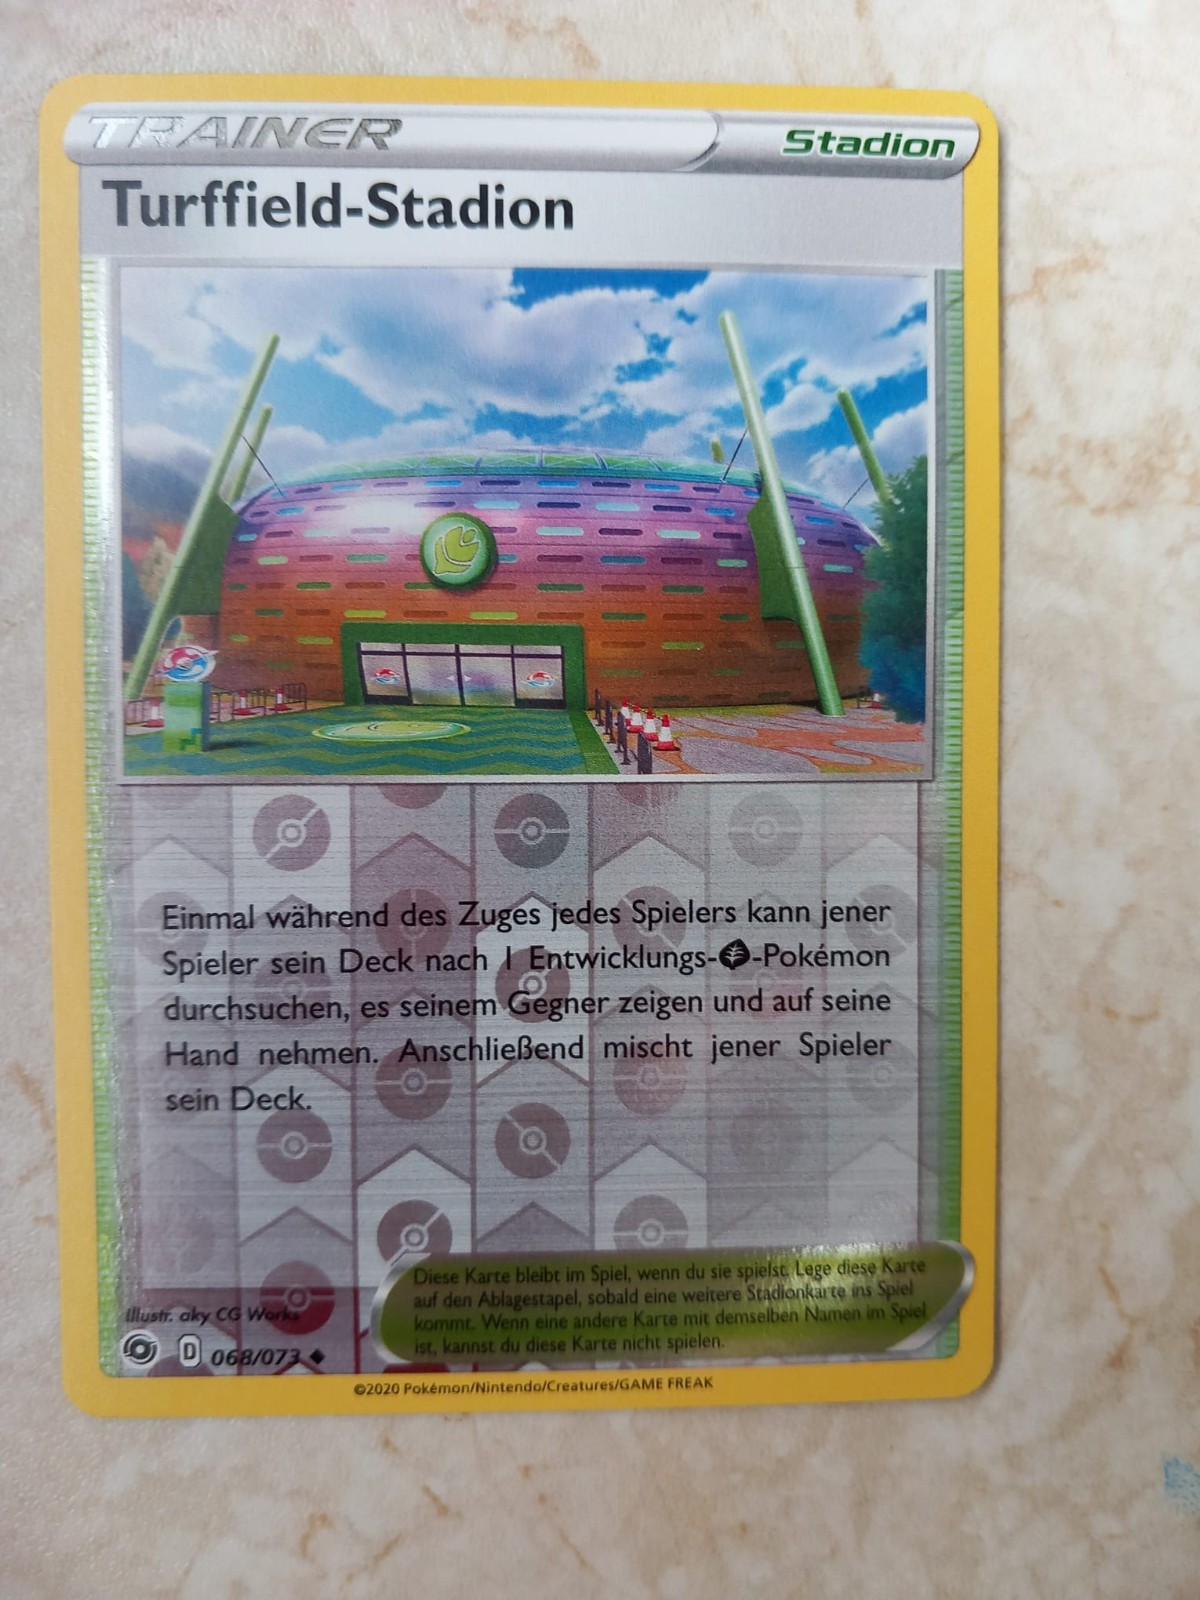 TRAINER
Stadion
Turffield-Stadion
Einmal während des Zuges jedes Spielers kann jener
Spieler sein Deck nach 1 Entwicklungs-
-Pokémon
durchsuchen, es seinem Gegner zeigen und auf seine
Hand nehmen. Anschließend mischt jener Spieler
sein Deck.
Diese Karte bleibt im Spiel, wenn du sie spielst. Lege diese Karte
auf den Ablagestapel, sobald eine weitere Stadionkarte ins Spiel
kommt. Wenn eine andere Karte mit demselben Namen im Spiel
ist, kannst du diese Karte nicht spielen.
Illustr. aky CG Works
D 068/073
©2020 Pokémon/Nintendo/Creatures/GAME FREAK